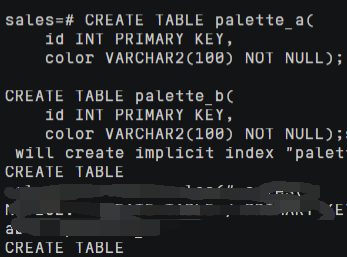 sales=# CREATE TABLE palette_a(
id INT PRIMARY KEY,
color VARCHAR2(100) NOT NULL);
CREATE TABLE palette_b(
id INT PRIMARY KEY,
color VARCHAR2(100) NOT NULL);
will create implicit index "palet
CREATE TABLE
CREATE TABLE